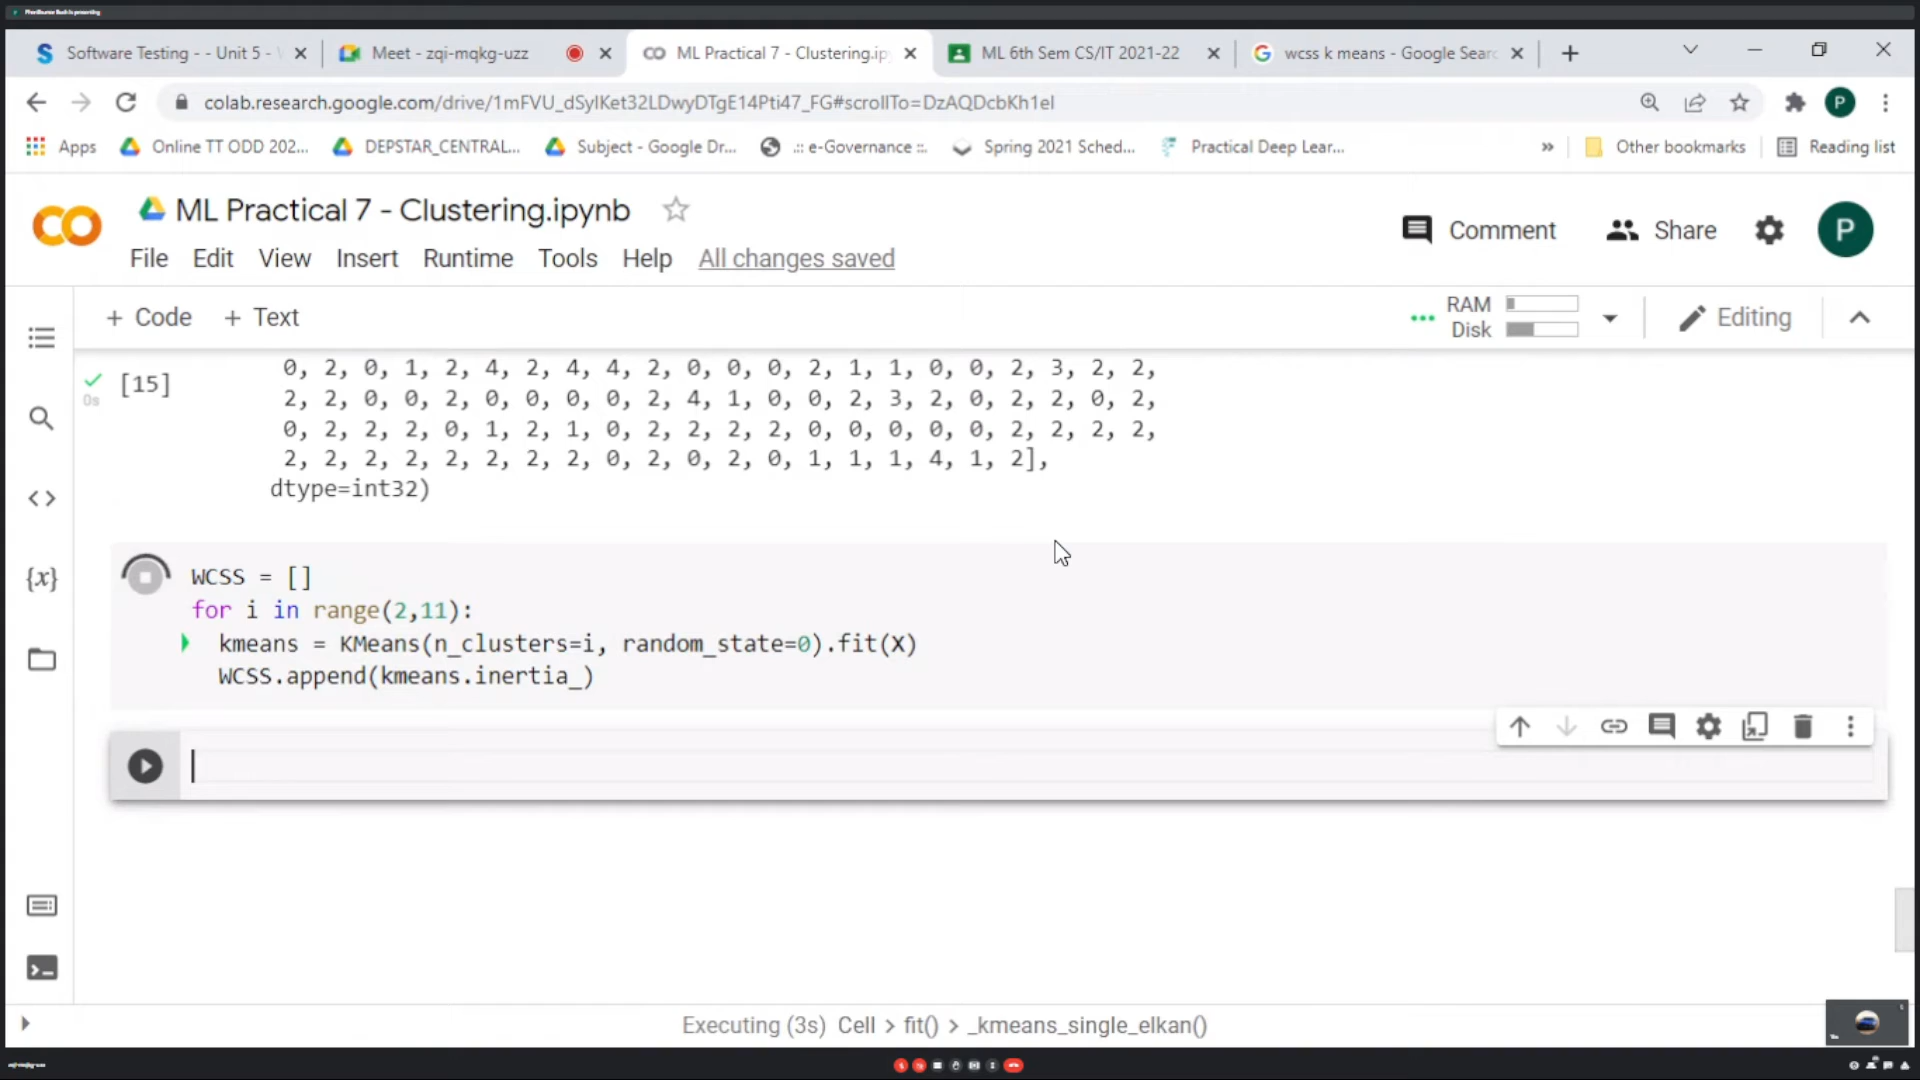 Software Testing - - Unit 5 -
Meet - zqi-mqkg-uzz
ML Practical 7 - Clustering.ip
ML 6th Sem CS/IT 2021-22
wcss k means - Google Searc
colab.research.google.com/drive/1mFVU_dSyIKet32LDwyDTgE14Pti47_FG#scrollTo=DzAQDcbKh1eI
P
Apps
Online TT ODD 202...
DEPSTAR_CENTRAL...
Subject - Google Dr...
.:: e-Governance ::.
Spring 2021 Sched...
Practical Deep Lear...
»
Other bookmarks
Reading list
CO
ML Practical 7 - Clustering.ipynb
Comment
Share
P
File Edit View Insert Runtime Tools Help All changes saved
+ Code + Text
RAM
Disk
Editing
[15]
0s
0, 2, 0, 1, 2, 4, 2, 4, 4, 2, 0, 0, 0, 2, 1, 1, 0, 0, 2, 3, 2, 2,
2, 2, 0, 0, 2, 0, 0, 0, 0, 2, 4, 1, 0, 0, 2, 3, 2, 0, 2, 2, 0, 2,
0, 2, 2, 2, 0, 1, 2, 1, 0, 2, 2, 2, 2, 0, 0, 0, 0, 0, 2, 2, 2, 2,
2, 2, 2, 2, 2, 2, 2, 2, 0, 2, 0, 2, 0, 1, 1, 1, 4, 1, 2],
dtype=int32)
{x}
WCSS = []
for i in range(2,11):
kmeans = KMeans(n_clusters=i, random_state=0).fit(X)
WCSS.append(kmeans.inertia_)
Executing (3s) Cell > fit() > _kmeans_single_elkan()